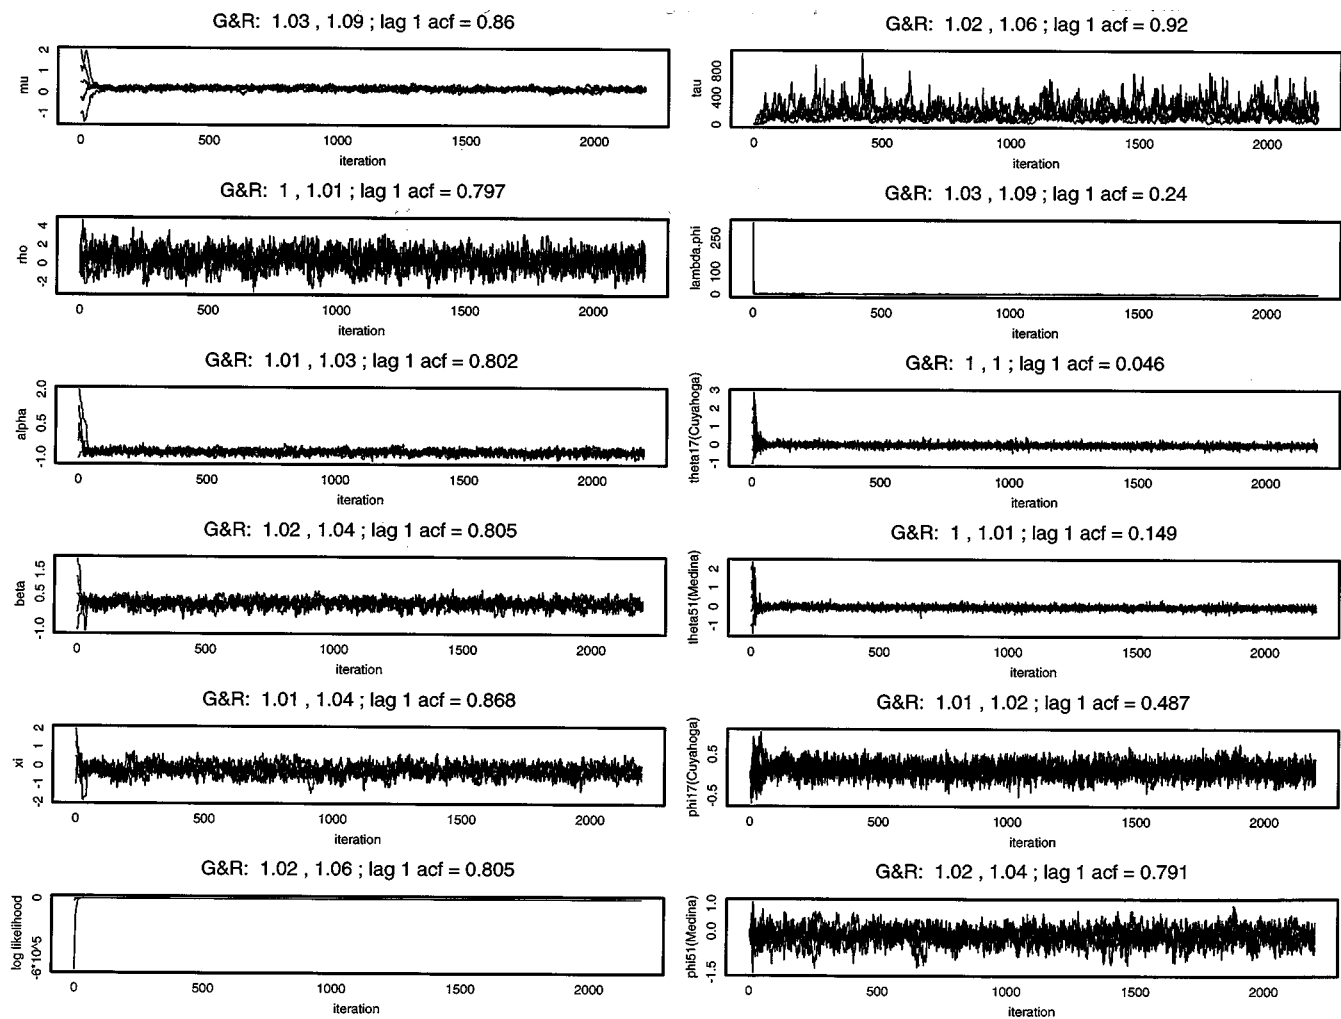 G&R: 1.03 , 1.09 ; lag 1 acf = 0.86
mu
-1 0 1 2
0 500 1000 1500 2000
iteration
G&R: 1.02 , 1.06 ; lag 1 acf = 0.92
tau
0 400 800
0 500 1000 1500 2000
iteration
G&R: 1 , 1.01 ; lag 1 acf = 0.797
rho
-2 0 2 4
0 500 1000 1500 2000
iteration
G&R: 1.03 , 1.09 ; lag 1 acf = 0.24
lambda,phi
0 100 250
0 500 1000 1500 2000
iteration
G&R: 1.01 , 1.03 ; lag 1 acf = 0.802
alpha
-1.0 0.5 2.0
0 500 1000 1500 2000
iteration
G&R: 1 , 1 ; lag 1 acf = 0.046
theta17(Cuyahoga)
-1 0 1 2 3
0 500 1000 1500 2000
iteration
G&R: 1.02 , 1.04 ; lag 1 acf = 0.805
beta
-1.0 0.5 1.5
0 500 1000 1500 2000
iteration
G&R: 1 , 1.01 ; lag 1 acf = 0.149
theta51(Medina)
-1 0 1 2
0 500 1000 1500 2000
iteration
G&R: 1.01 , 1.04 ; lag 1 acf = 0.868
xi
-2 -1 0 1 2
0 500 1000 1500 2000
iteration
G&R: 1.01 , 1.02 ; lag 1 acf = 0.487
phi17(Cuyahoga)
-0.5 0.5
0 500 1000 1500 2000
iteration
G&R: 1.02 , 1.06 ; lag 1 acf = 0.805
log likelihood
-6*10^5 0
0 500 1000 1500 2000
iteration
G&R: 1.02 , 1.04 ; lag 1 acf = 0.791
phi51(Medina)
-1.5 0.0 1.0
0 500 1000 1500 2000
iteration